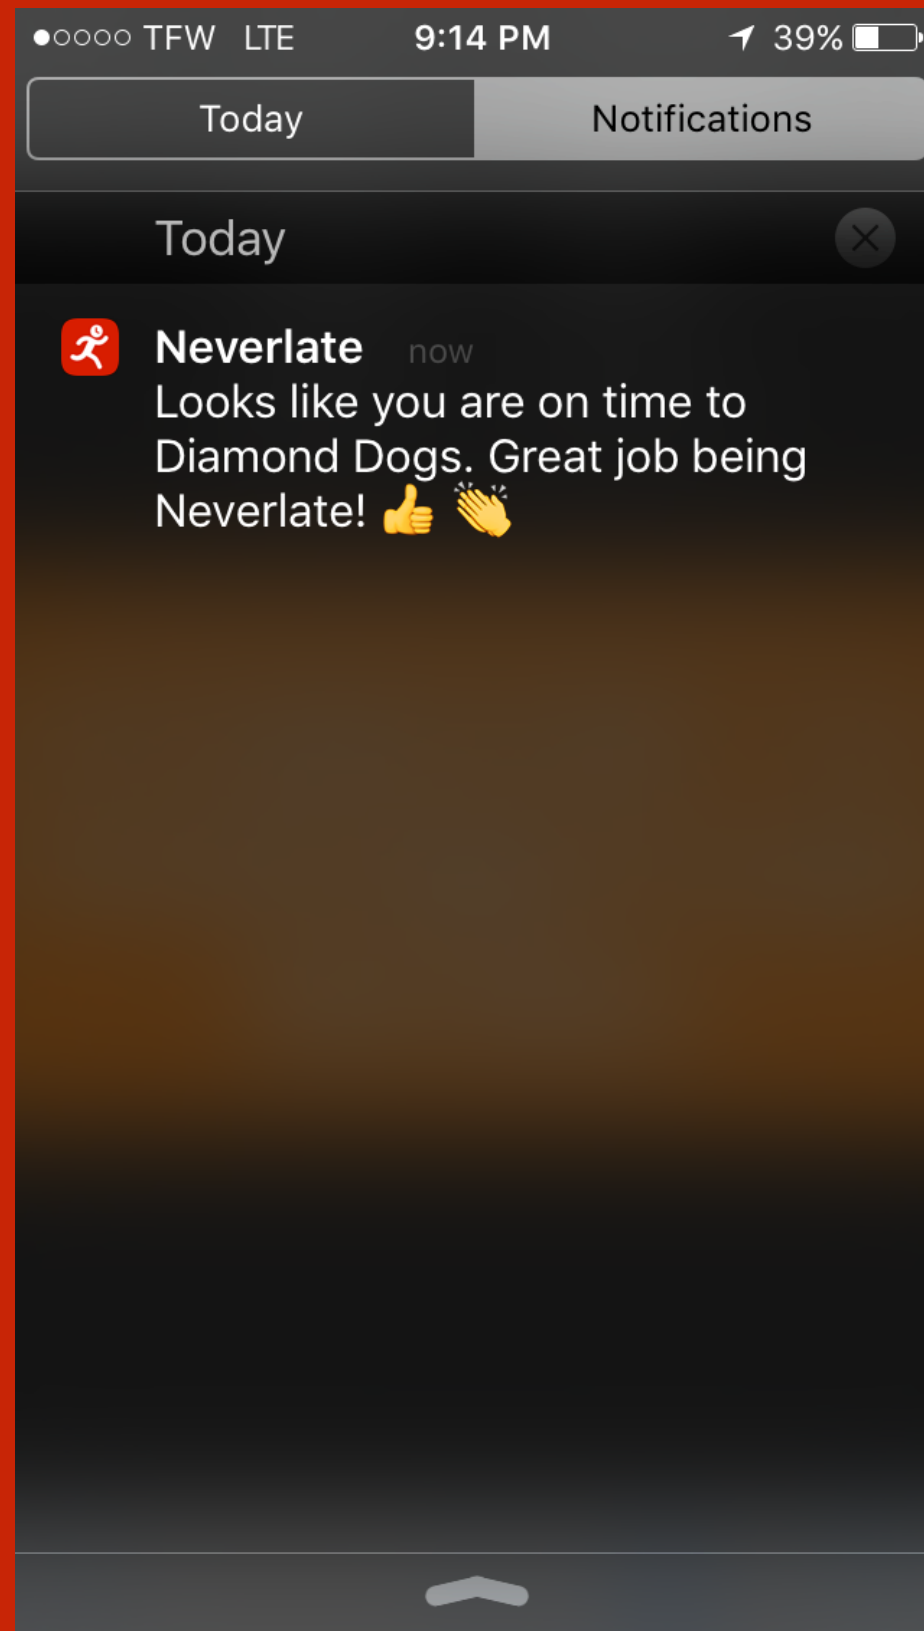 TFW LTE 9:14 PM 39%
Today Notifications
Today
Neverlate now
Looks like you are on time to
Diamond Dogs. Great job being
Neverlate! 👍 👏